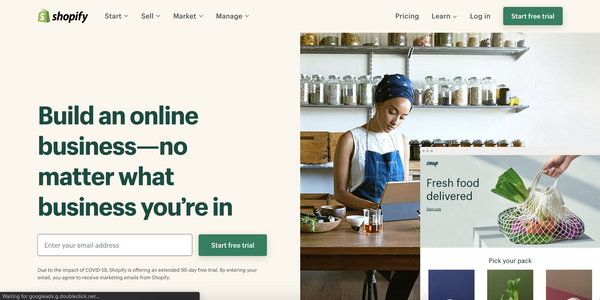 shopify
Start
Sell
Market
Manage
Pricing
Learn
Log in
Start free trial
Build an online
business—no
matter what
business you're in
Enter your email address
Start free trial
Due to the impact of COVID-19, Shopify is offering an extended 90-day free trial. By entering your
email, you agree to receive marketing emails from Shopify.
Fresh food
delivered
Shop now
Pick your pack
Waiting for googleads.g.doubleclick.net...